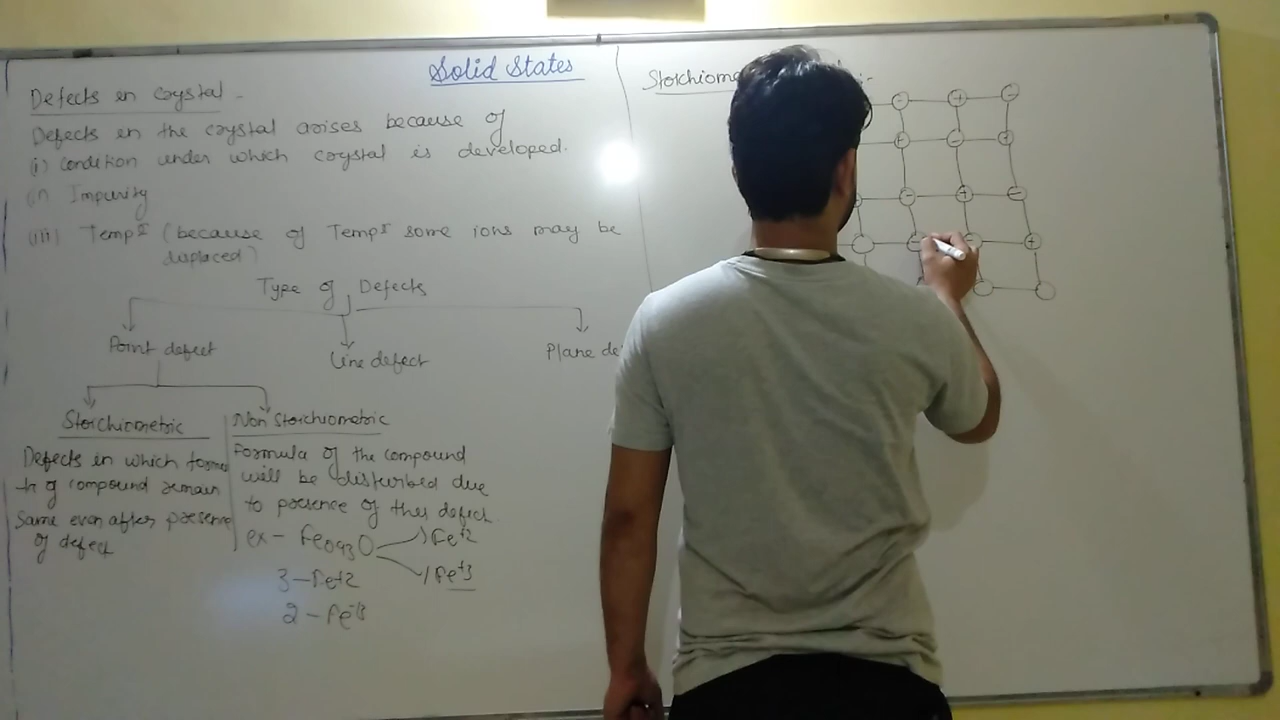 Solid States
Defects in crystal -
Defects in the crystal arises because of
(i) condition under which crystal is developed.
(ii) Impurity
(iii) Temp^r (because of Temp^r some ions may be
displaced)
Type of Defects
Point defect
Line defect
Plane de
Stoichiometric
Defects in which form
of compound remain
Same even after presence
of defect
Non Stoichiometric
Formula of the compound
will be disturbed due
to presence of this defect.
ex - Fe0.93O
Fe+2
Fe+3
3 - Fe+2
2 - Fe+3
Stoichiom
- + -
+ - +
- + -
+